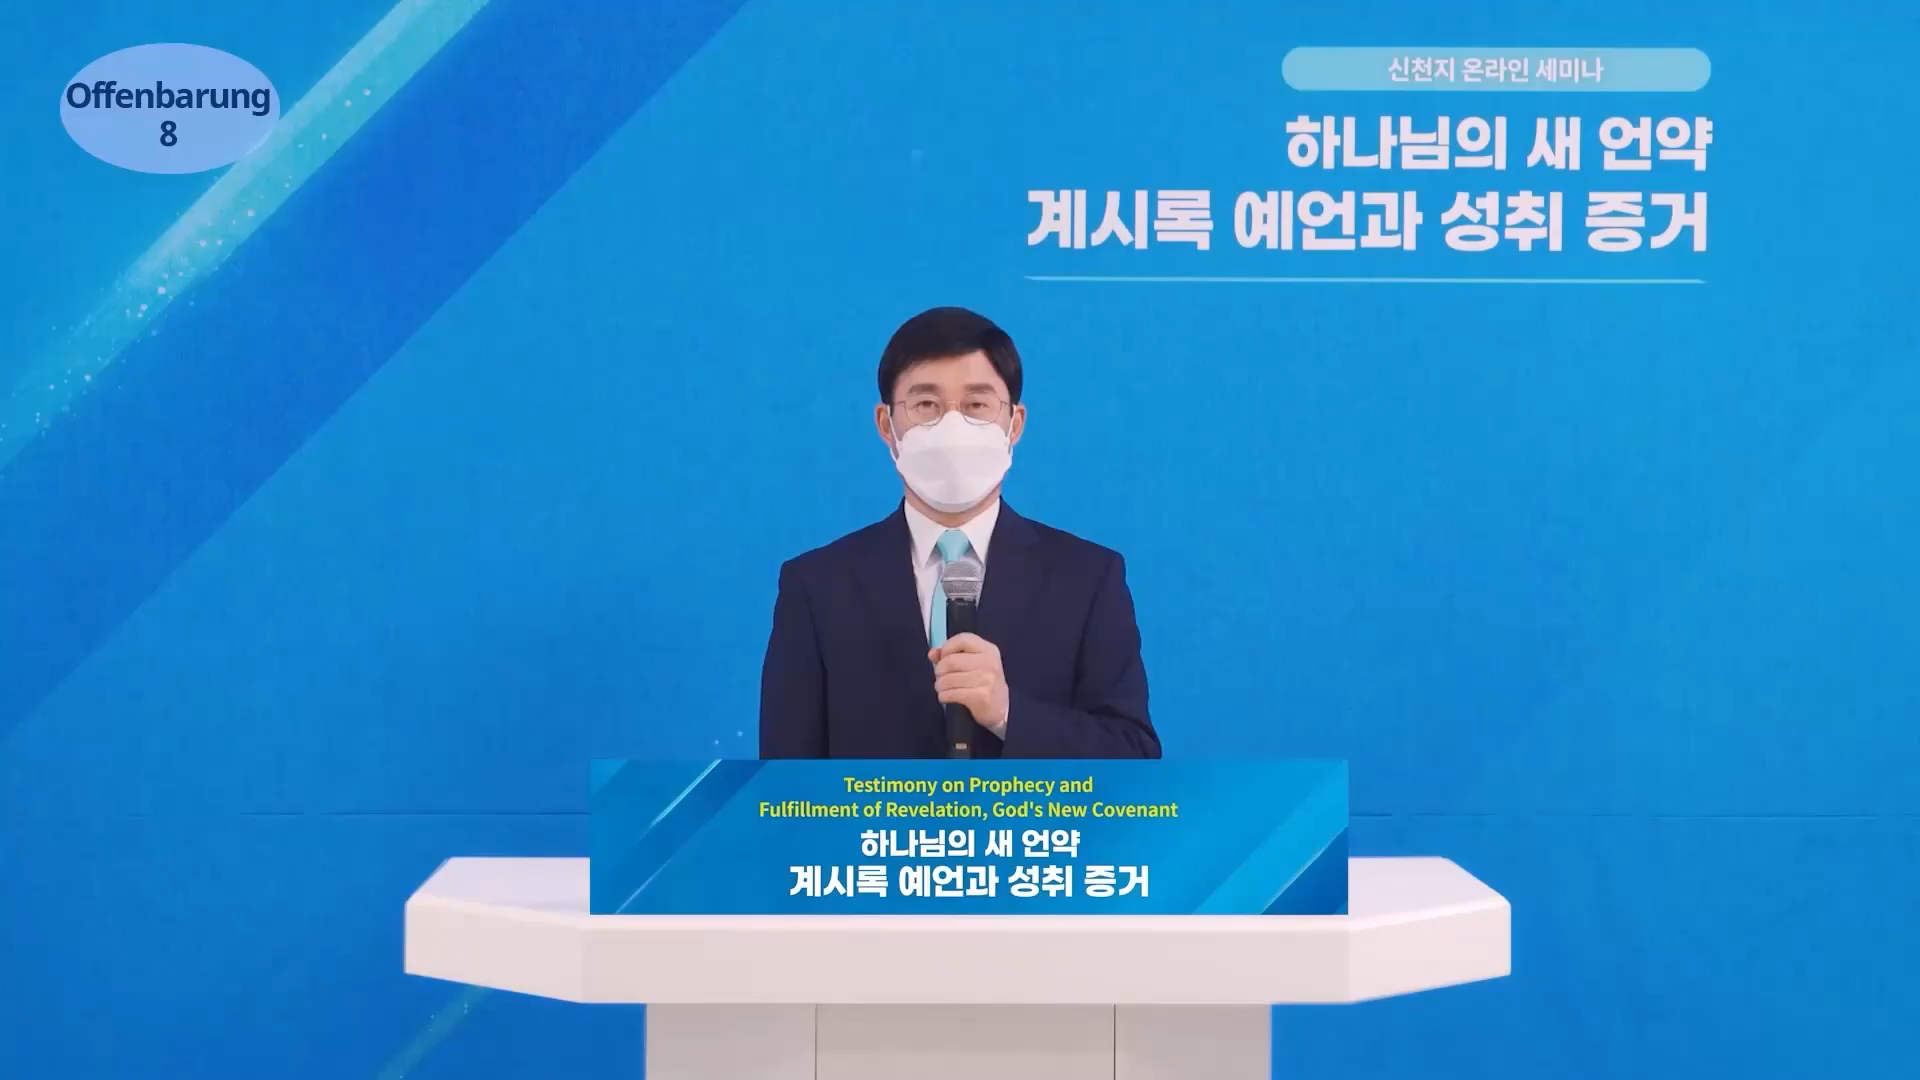 Offenbarung
8
신천지 온라인 세미나
하나님의 새 언약
계시록 예언과 성취 증거
Testimony on Prophecy and
Fulfillment of Revelation, God's New Covenant
하나님의 새 언약
계시록 예언과 성취 증거